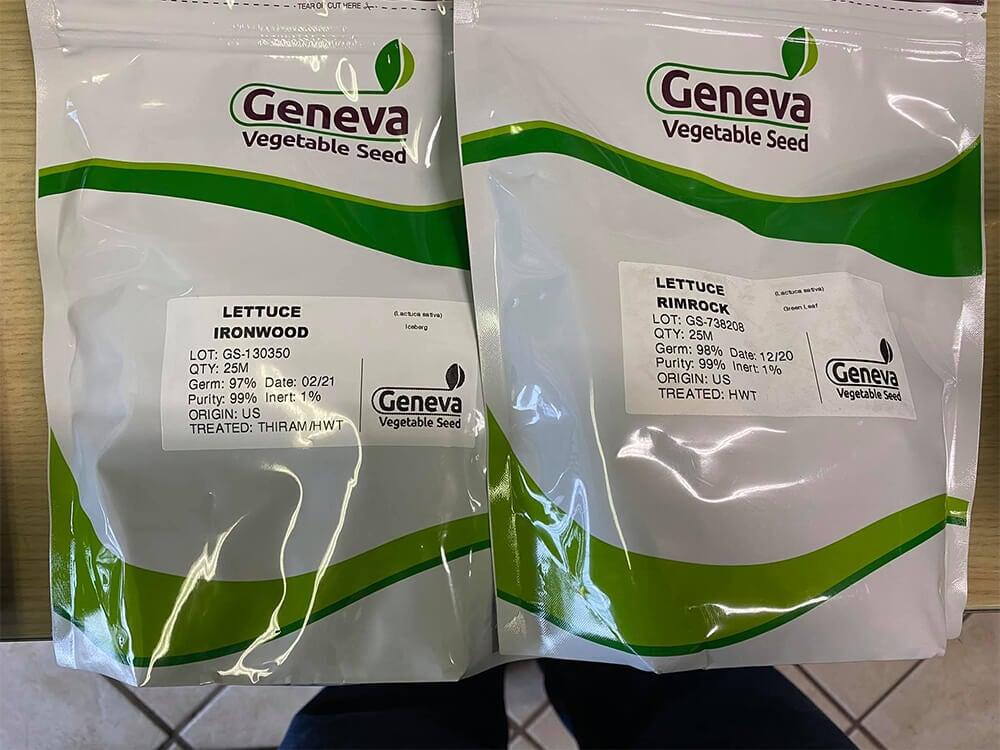 TEAR OR CUT HERE
Geneva
Vegetable Seed
LETTUCE
IRONWOOD
(Lactuca sativa)
Iceberg
LOT: GS-130350
QTY: 25M
Germ: 97% Date: 02/21
Purity: 99% Inert: 1%
ORIGIN: US
TREATED: THIRAM/HWT
Geneva
Vegetable Seed
Geneva
Vegetable Seed
LETTUCE
RIMROCK
(Lactuca sativa)
Green Leaf
LOT: GS-738208
QTY: 25M
Germ: 98% Date: 12/20
Purity: 99% Inert: 1%
ORIGIN: US
TREATED: HWT
Geneva
Vegetable Seed